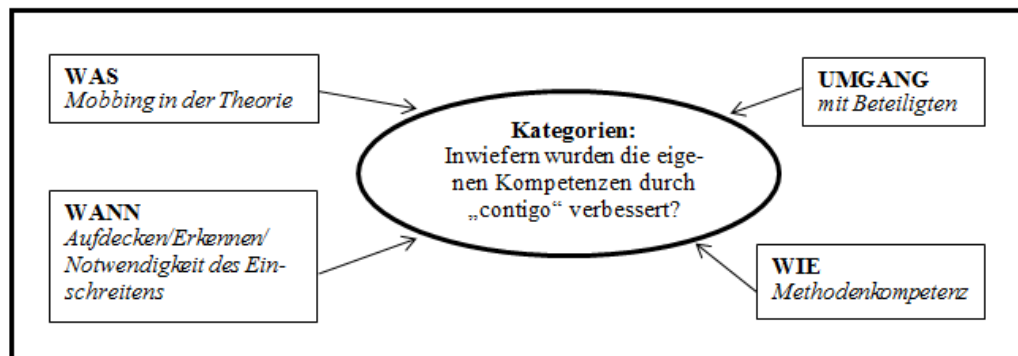 WAS
Mobbing in der Theorie
UMGANG
mit Beteiligten
Kategorien:
Inwiefern wurden die eige-
nen Kompetenzen durch
„contigo“ verbessert?
WANN
Aufdecken/Erkennen/
Notwendigkeit des Ein-
schreitens
WIE
Methodenkompetenz